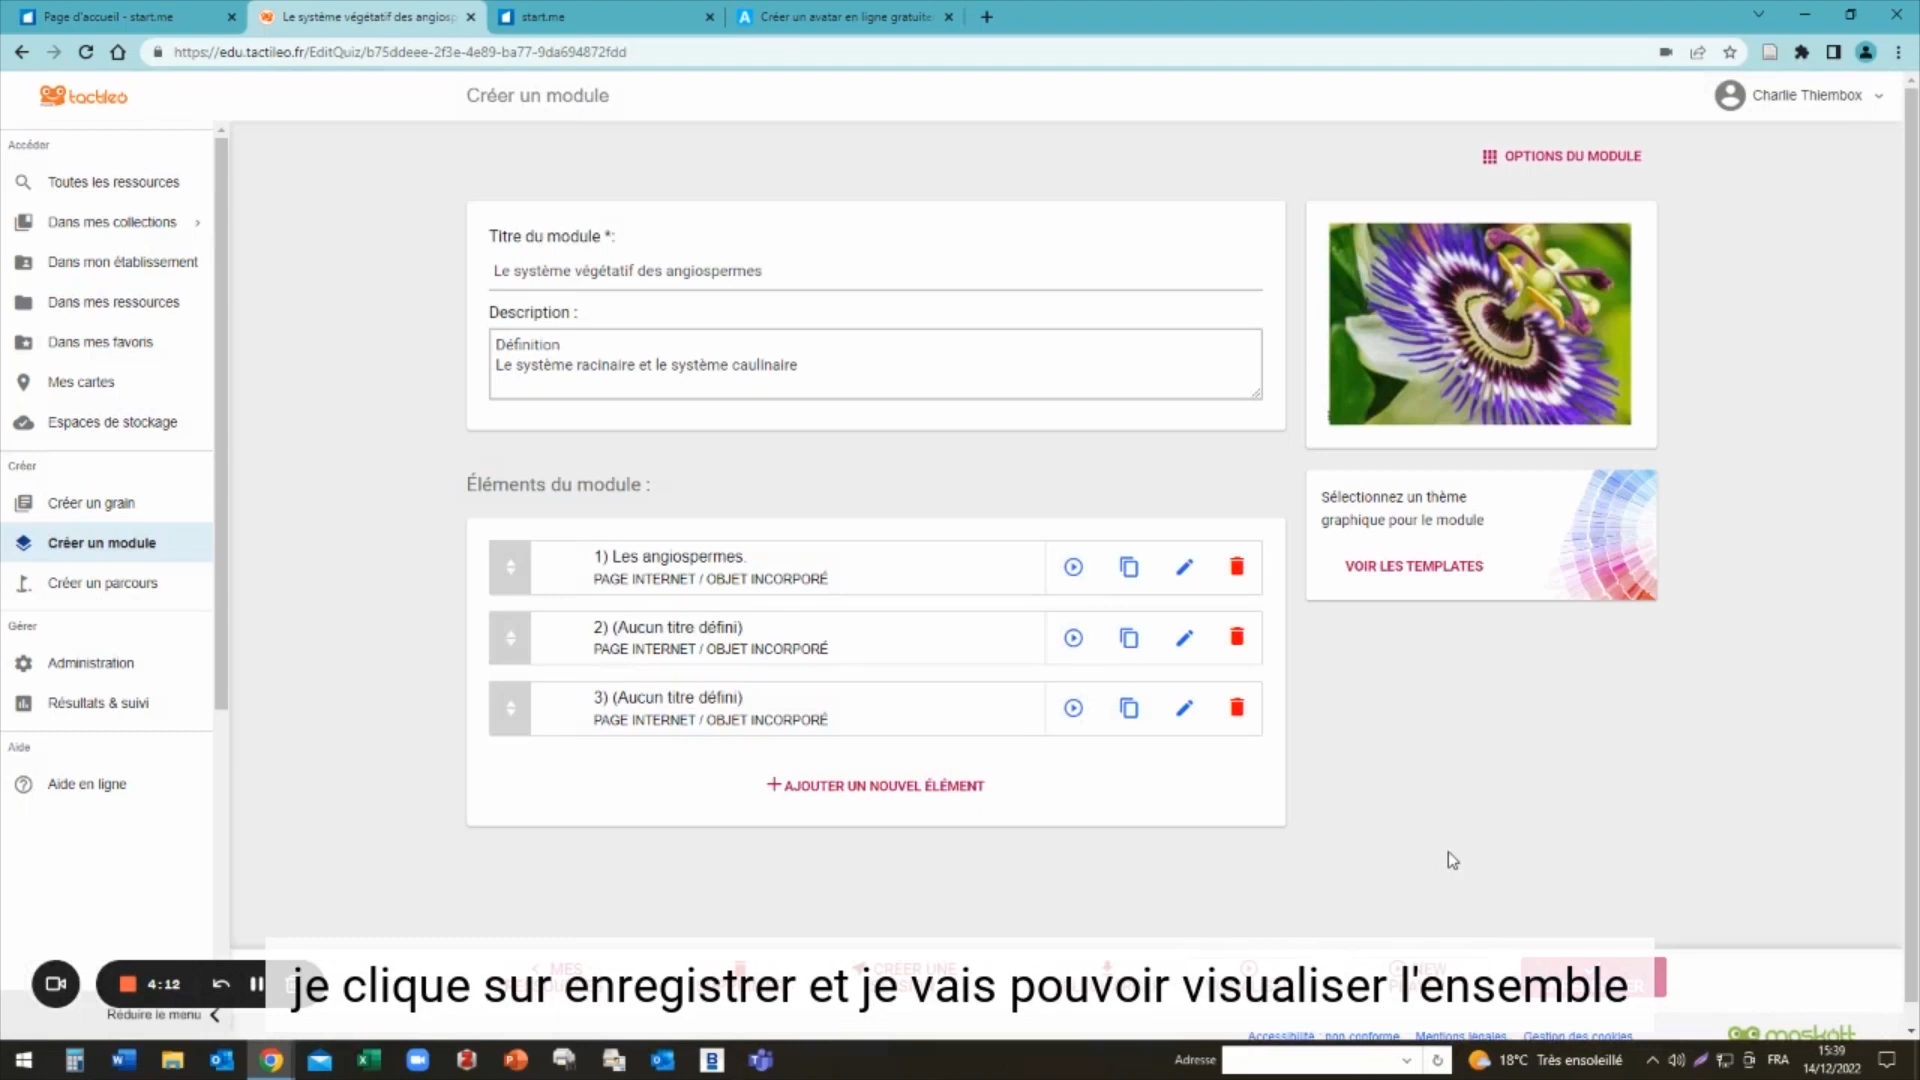 Page d'accueil - start.me
Le système végétatif des angiosp
start.me
Créer un avatar en ligne gratuite
https://edu.tactileo.fr/EditQuiz/b75ddeee-2f3e-4e89-ba77-9da694872fdd
tactileo
Créer un module
Charlie Thiembox
Accéder
Toutes les ressources
Dans mes collections
Dans mon établissement
Dans mes ressources
Dans mes favoris
Mes cartes
Espaces de stockage
Créer
Créer un grain
Créer un module
Créer un parcours
Gérer
Administration
Résultats & suivi
Aide
Aide en ligne
OPTIONS DU MODULE
Titre du module *:
Le système végétatif des angiospermes
Description :
Définition
Le système racinaire et le système caulinaire
Éléments du module :
1) Les angiospermes.
PAGE INTERNET / OBJET INCORPORÉ
2) (Aucun titre défini)
PAGE INTERNET / OBJET INCORPORÉ
3) (Aucun titre défini)
PAGE INTERNET / OBJET INCORPORÉ
AJOUTER UN NOUVEL ÉLÉMENT
Sélectionnez un thème
graphique pour le module
VOIR LES TEMPLATES
4:12
je clique sur enregistrer et je vais pouvoir visualiser l'ensemble
Réduire le menu
Accessibilité : non conforme
Mentions légales
Gestion des cookies
maskott
Adresse
18°C Très ensoleillé
FRA
15:39
14/12/2022